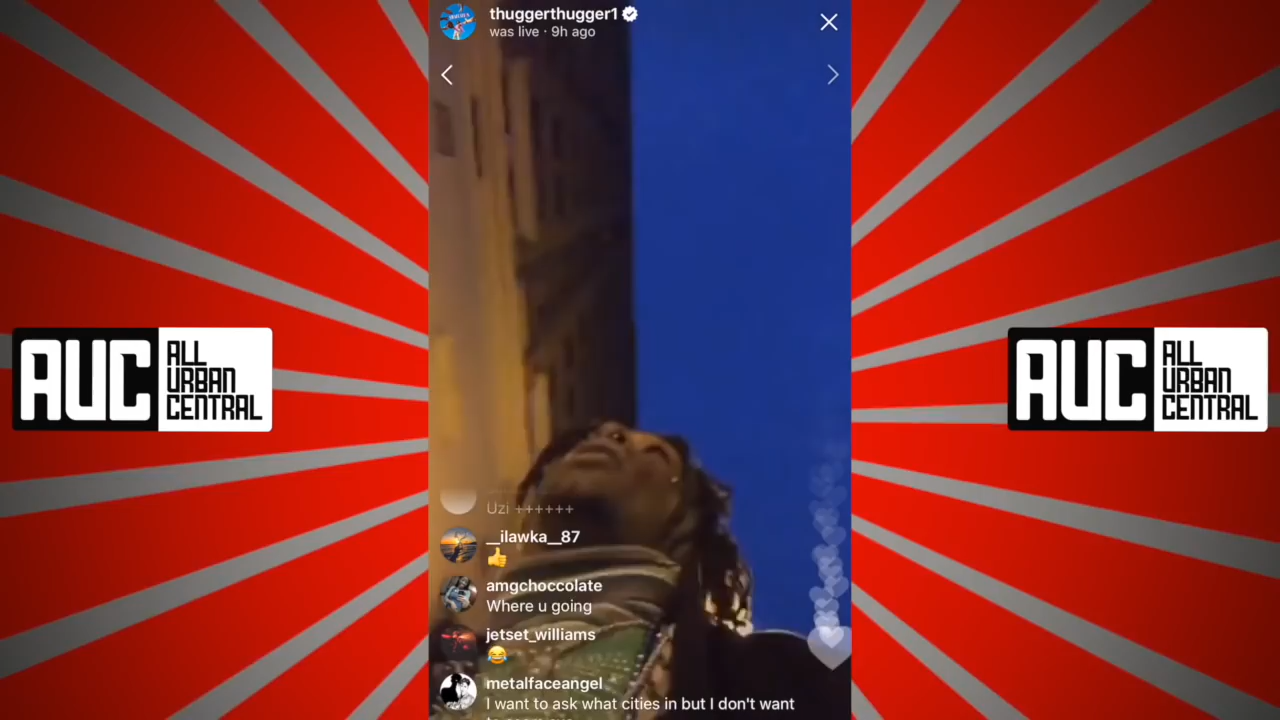 thuggerthugger1
was live · 9h ago
AUC
ALL
URBAN
CENTRAL
AUC
ALL
URBAN
CENTRAL
Uzi ++++++
__ilawka__87
👍
amgchoccolate
Where u going
jetset_williams
😂
metalfaceangel
I want to ask what cities in but I don't want